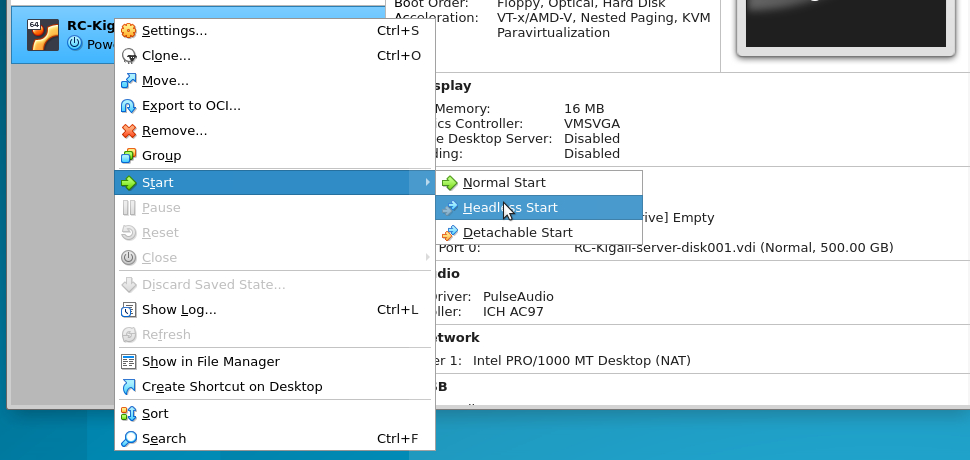 Boot Order: Floppy, Optical, Hard Disk
Acceleration: VT-x/AMD-V, Nested Paging, KVM
Paravirtualization
64
RC-Kiga
Powe
Settings... Ctrl+S
Clone... Ctrl+O
Move...
Export to OCI...
Remove...
Group
Start
Pause
Reset
Close
Discard Saved State...
Show Log... Ctrl+L
Refresh
Show in File Manager
Create Shortcut on Desktop
Sort
Search Ctrl+F
Normal Start
Headless Start
Detachable Start
splay
Memory: 16 MB
cs Controller: VMSVGA
e Desktop Server: Disabled
ding: Disabled
rive] Empty
Port 0: RC-Kigali-server-disk001.vdi (Normal, 500.00 GB)
dio
Driver: PulseAudio
ller: ICH AC97
etwork
er 1: Intel PRO/1000 MT Desktop (NAT)
SB